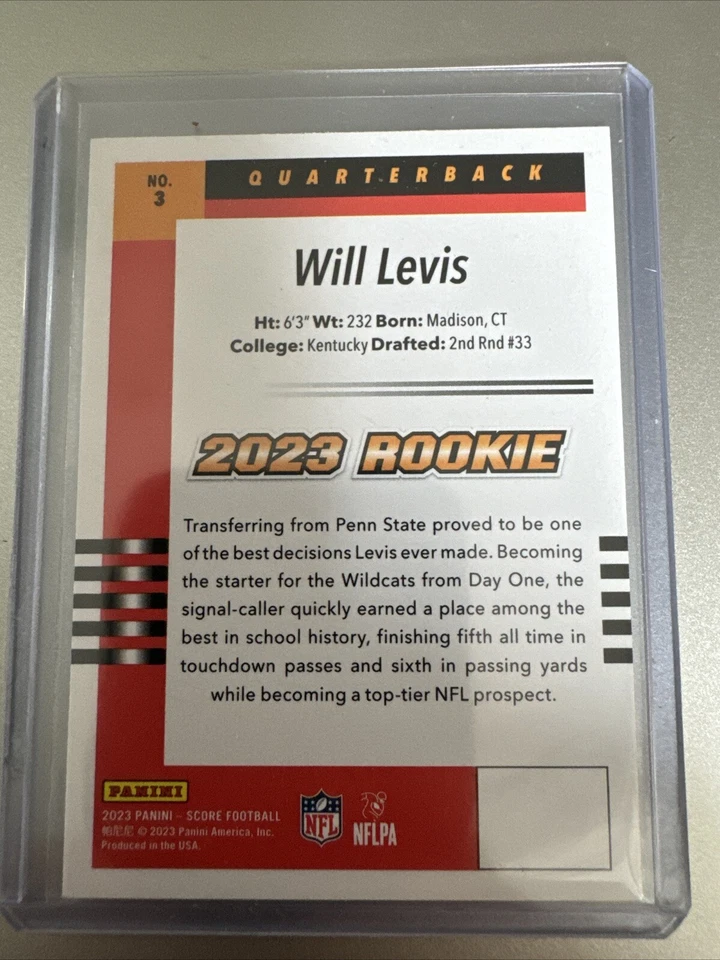 NO.
3
QUARTERBACK
Will Levis
Ht: 6'3" Wt: 232 Born: Madison, CT
College: Kentucky Drafted: 2nd Rnd #33
2023 ROOKIE
Transferring from Penn State proved to be one
of the best decisions Levis ever made. Becoming
the starter for the Wildcats from Day One, the
signal-caller quickly earned a place among the
best in school history, finishing fifth all time in
touchdown passes and sixth in passing yards
while becoming a top-tier NFL prospect.
PANINI
2023 PANINI – SCORE FOOTBALL
帕尼尼 © 2023 Panini America, Inc.
Produced in the USA.
NFL
NFLPA